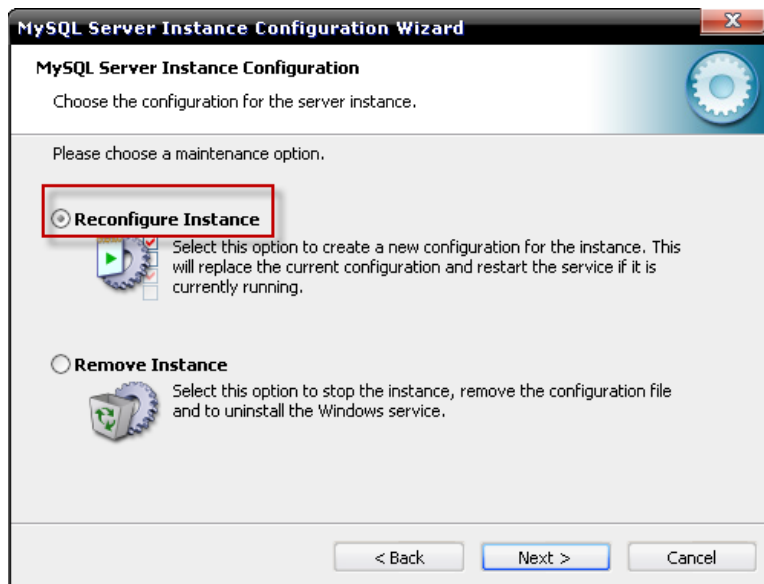 MySQL Server Instance Configuration Wizard
MySQL Server Instance Configuration
Choose the configuration for the server instance.
Please choose a maintenance option.
Reconfigure Instance
Select this option to create a new configuration for the instance. This
will replace the current configuration and restart the service if it is
currently running.
Remove Instance
Select this option to stop the instance, remove the configuration file
and to uninstall the Windows service.
< Back Next > Cancel